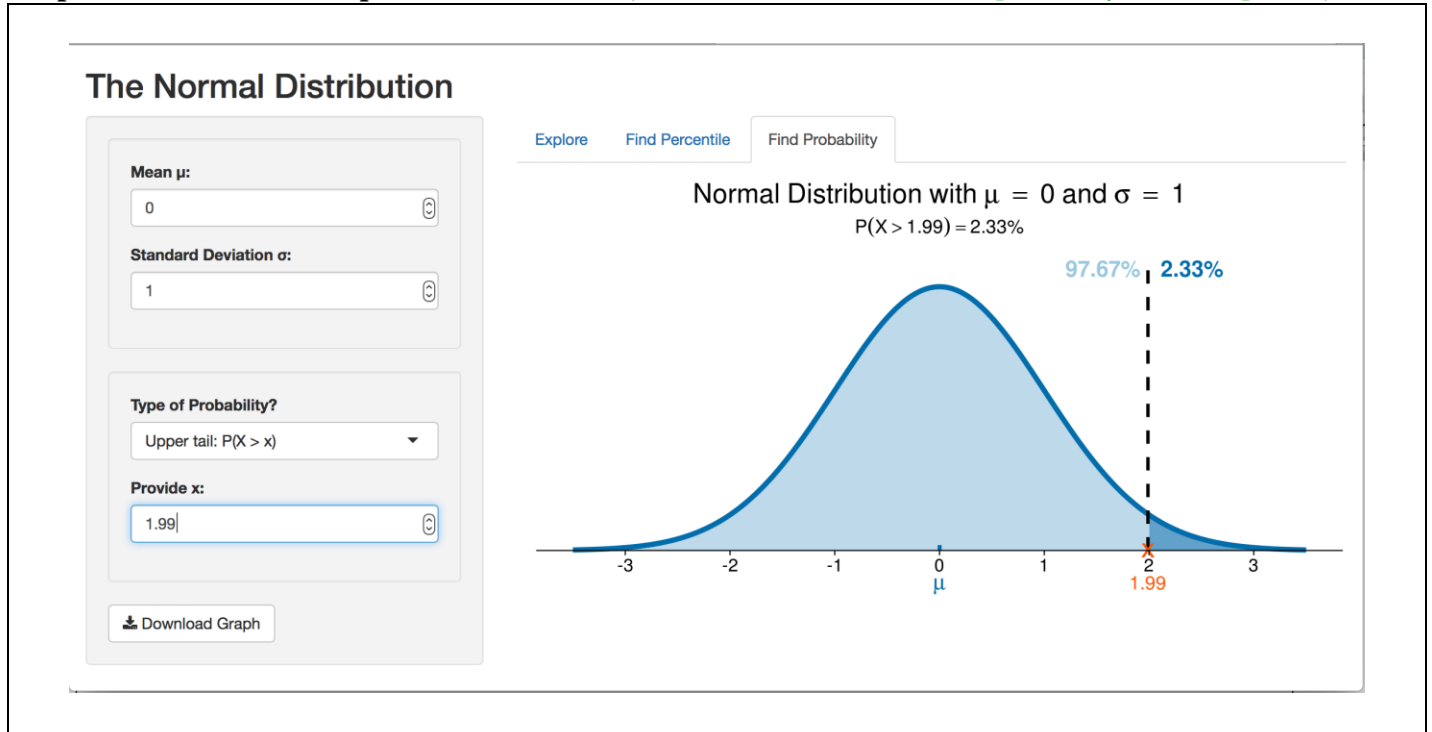 The Normal Distribution
Mean μ:
0
Standard Deviation σ:
1
Type of Probability?
Upper tail: P(X > x)
Provide x:
1.99
Download Graph
Explore Find Percentile Find Probability
Normal Distribution with μ = 0 and σ = 1
P(X > 1.99) = 2.33%
97.67% 2.33%
-3 -2 -1 0 1 2 3
μ 1.99